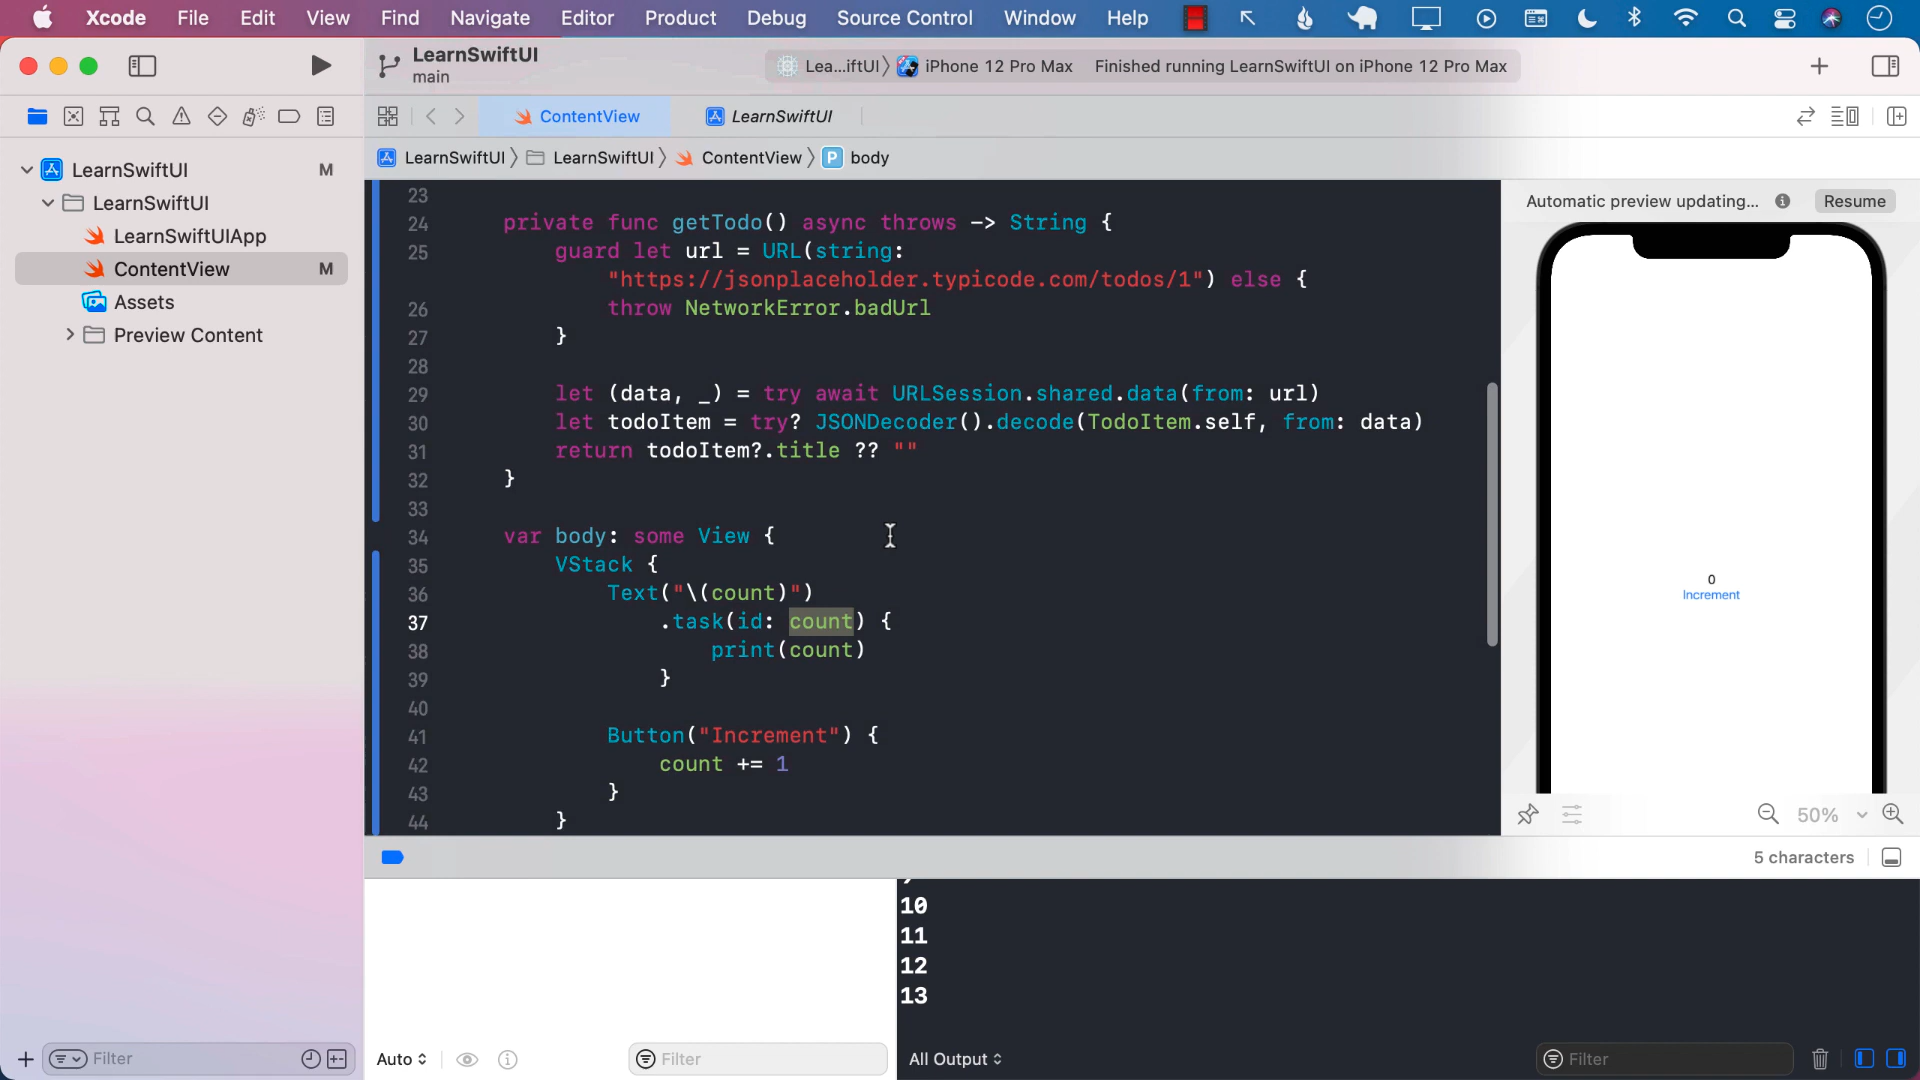 Xcode File Edit View Find Navigate Editor Product Debug Source Control Window Help
LearnSwiftUI
main
Lea...iftUI iPhone 12 Pro Max Finished running LearnSwiftUI on iPhone 12 Pro Max
ContentView LearnSwiftUI
LearnSwiftUI LearnSwiftUI ContentView P body
LearnSwiftUI M
LearnSwiftUI
LearnSwiftUIApp
ContentView M
Assets
Preview Content
23
24 private func getTodo() async throws -> String {
25 guard let url = URL(string:
"https://jsonplaceholder.typicode.com/todos/1") else {
26 throw NetworkError.badUrl
27 }
28
29 let (data, _) = try await URLSession.shared.data(from: url)
30 let todoItem = try? JSONDecoder().decode(TodoItem.self, from: data)
31 return todoItem?.title ?? ""
32 }
33
34 var body: some View {
35 VStack {
36 Text("\(count)")
37 .task(id: count) {
38 print(count)
39 }
40
41 Button("Increment") {
42 count += 1
43 }
44 }
Automatic preview updating... Resume
0
Increment
50%
5 characters
10
11
12
13
Filter
Auto
Filter
All Output
Filter